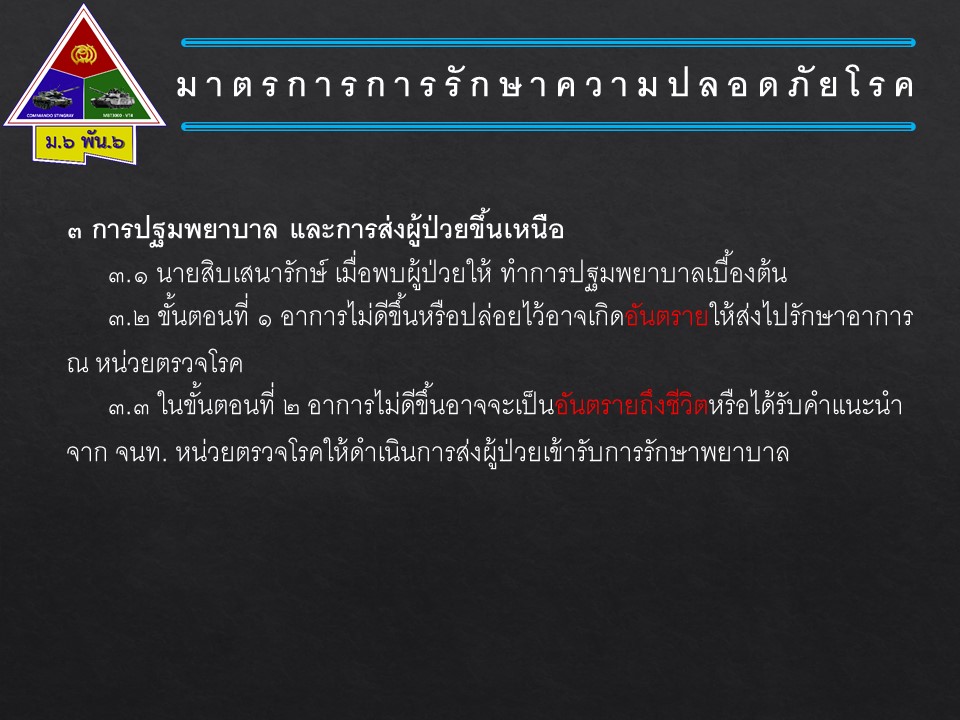 มาตรการการรักษาความปลอดภัยโรค
COMMANDO STINGRAY
VT4
ม.๖ พัน.๖
๓ การปฐมพยาบาล และการส่งผู้ป่วยขึ้นเหนือ
๓.๑ นายสิบเสนารักษ์ เมื่อพบผู้ป่วยให้ ทำการปฐมพยาบาลเบื้องต้น
๓.๒ ขั้นตอนที่ ๑ อาการไม่ดีขึ้นหรือปล่อยไว้อาจเกิดอันตรายให้ส่งไปรักษาอาการ
ณ หน่วยตรวจโรค
๓.๓ ในขั้นตอนที่ ๒ อาการไม่ดีขึ้นอาจจะเป็นอันตรายถึงชีวิตหรือได้รับคำแนะนำ
จาก จนท. หน่วยตรวจโรคให้ดำเนินการส่งผู้ป่วยเข้ารับการรักษาพยาบาล